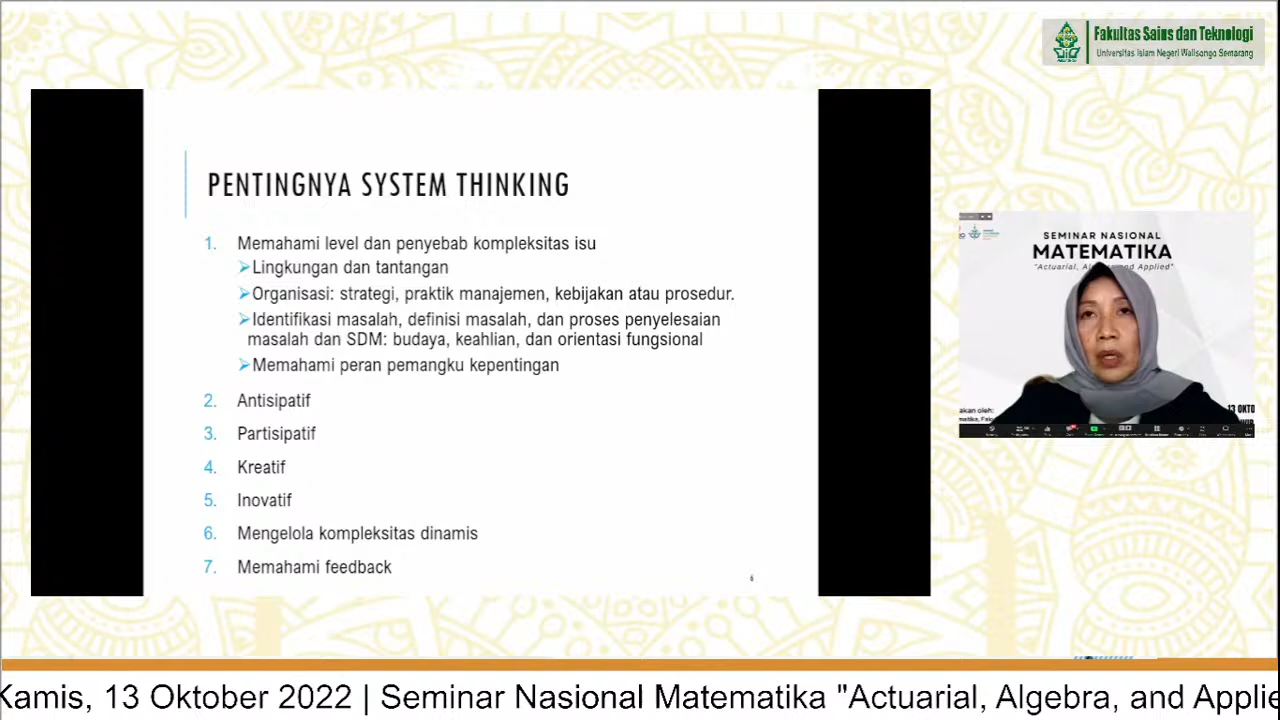 Fakultas Sains dan Teknologi
Universitas Islam Negeri Walisongo Semarang
PENTINGNYA SYSTEM THINKING
1. Memahami level dan penyebab kompleksitas isu
➢Lingkungan dan tantangan
➢Organisasi: strategi, praktik manajemen, kebijakan atau prosedur.
➢Identifikasi masalah, definisi masalah, dan proses penyelesaian
masalah dan SDM: budaya, keahlian, dan orientasi fungsional
➢Memahami peran pemangku kepentingan
2. Antisipatif
3. Partisipatif
4. Kreatif
5. Inovatif
6. Mengelola kompleksitas dinamis
7. Memahami feedback
6
SEMINAR NASIONAL
MATEMATIKA
"Actuarial, and Applied"
akan oleh:
13 OKTO
Kamis, 13 Oktober 2022 | Seminar Nasional Matematika "Actuarial, Algebra, and Applie